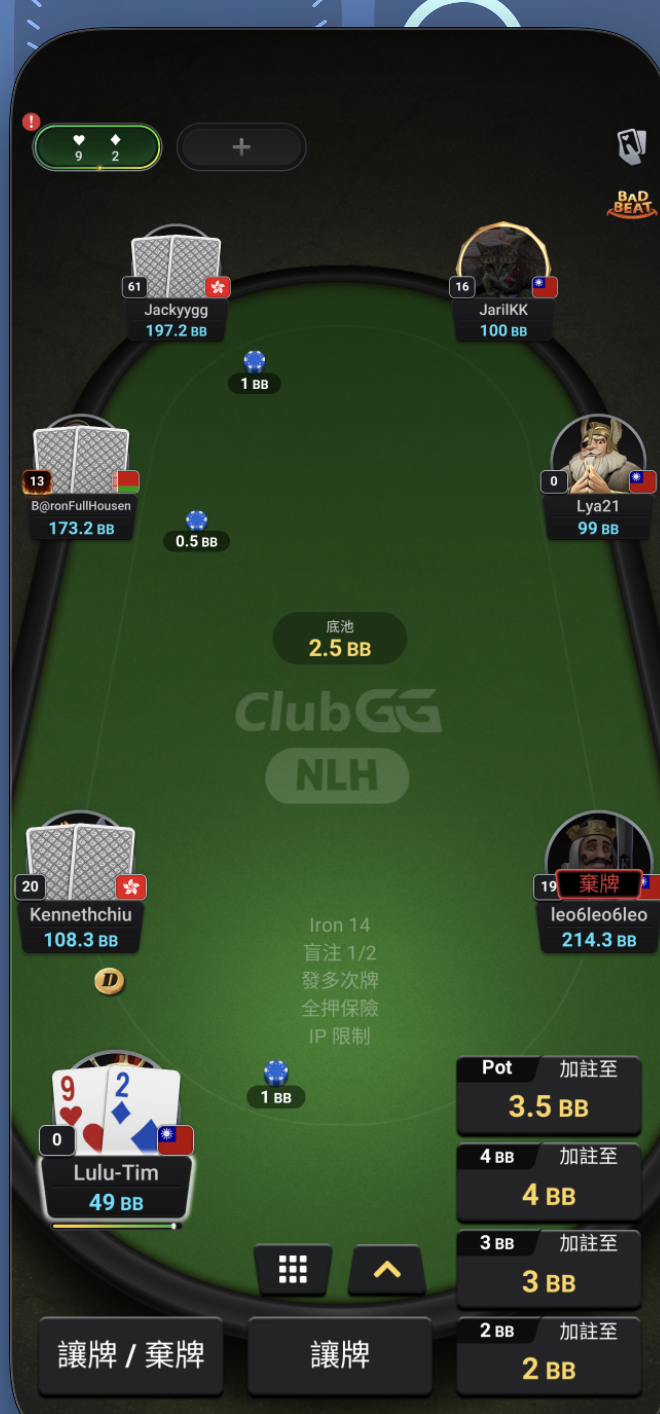 !
9 2
+
BAD
BEAT
61
Jackyygg
197.2 BB
16
JarilKK
100 BB
1 BB
13
B@ronFullHousen
173.2 BB
0
Lya21
99 BB
0.5 BB
底池
2.5 BB
ClubGG
NLH
20
Kennethchiu
108.3 BB
19
棄牌
leo6leo6leo
214.3 BB
Iron 14
盲注 1/2
發多次牌
全押保險
IP 限制
D
1 BB
9 2
0
Lulu-Tim
49 BB
Pot 加註至
3.5 BB
4 BB 加註至
4 BB
3 BB 加註至
3 BB
2 BB 加註至
2 BB
讓牌 / 棄牌
讓牌